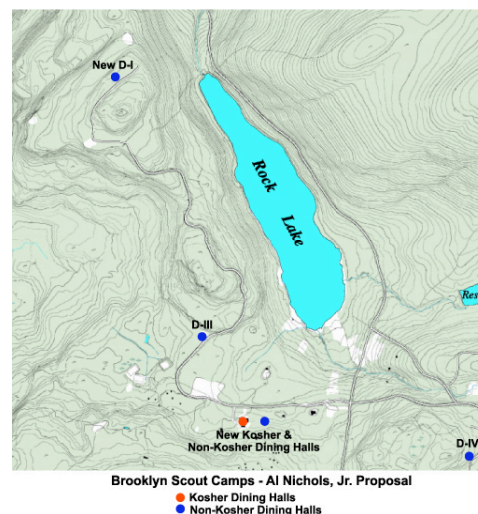 New D-I
Rock
Lake
Res
D-III
New Kosher &
Non-Kosher Dining Halls
D-IV
Brooklyn Scout Camps - Al Nichols, Jr. Proposal
Kosher Dining Halls
Non-Kosher Dining Halls